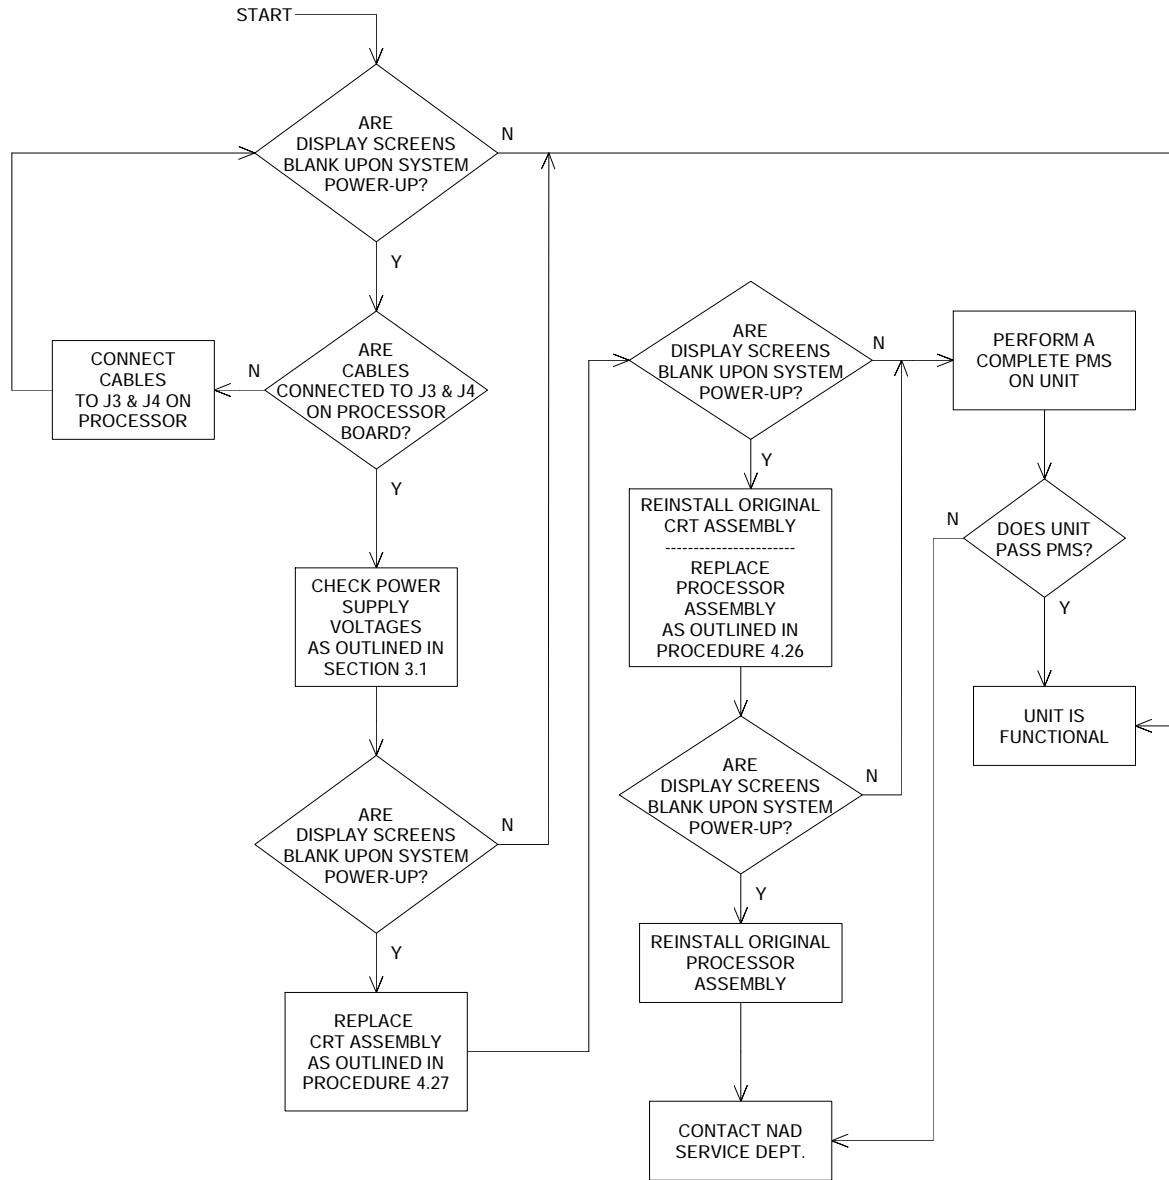 START
ARE
DISPLAY SCREENS
BLANK UPON SYSTEM
POWER-UP?
N
Y
ARE
CABLES
CONNECTED TO J3 & J4
ON PROCESSOR
BOARD?
N
CONNECT
CABLES
TO J3 & J4 ON
PROCESSOR
Y
CHECK POWER
SUPPLY
VOLTAGES
AS OUTLINED IN
SECTION 3.1
ARE
DISPLAY SCREENS
BLANK UPON SYSTEM
POWER-UP?
N
Y
REPLACE
CRT ASSEMBLY
AS OUTLINED IN
PROCEDURE 4.27
ARE
DISPLAY SCREENS
BLANK UPON SYSTEM
POWER-UP?
N
Y
REINSTALL ORIGINAL
CRT ASSEMBLY
-----------------------
REPLACE
PROCESSOR
ASSEMBLY
AS OUTLINED IN
PROCEDURE 4.26
ARE
DISPLAY SCREENS
BLANK UPON SYSTEM
POWER-UP?
N
Y
REINSTALL ORIGINAL
PROCESSOR
ASSEMBLY
CONTACT NAD
SERVICE DEPT.
PERFORM A
COMPLETE PMS
ON UNIT
DOES UNIT
PASS PMS?
N
Y
UNIT IS
FUNCTIONAL